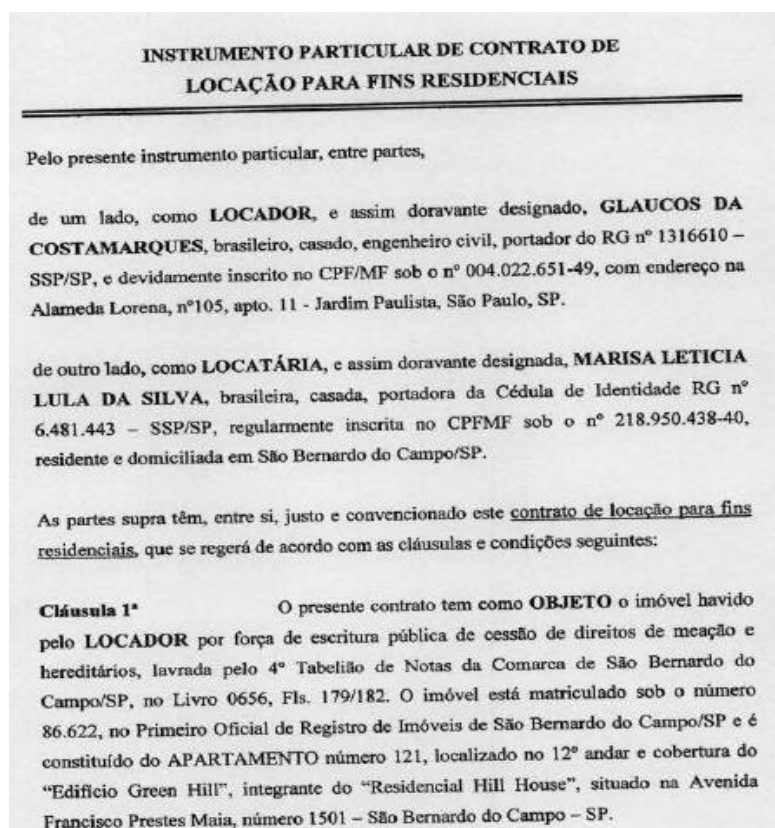 INSTRUMENTO PARTICULAR DE CONTRATO DE
LOCAÇÃO PARA FINS RESIDENCIAIS
Pelo presente instrumento particular, entre partes,
de um lado, como LOCADOR, e assim doravante designado, GLAUCOS DA
COSTAMARQUES, brasileiro, casado, engenheiro civil, portador do RG nº 1316610 –
SSP/SP, e devidamente inscrito no CPF/MF sob o nº 004.022.651-49, com endereço na
Alameda Lorena, nº105, apto. 11 - Jardim Paulista, São Paulo, SP.
de outro lado, como LOCATÁRIA, e assim doravante designada, MARISA LETICIA
LULA DA SILVA, brasileira, casada, portadora da Cédula de Identidade RG nº
6.481.443 – SSP/SP, regularmente inscrita no CPFMF sob o nº 218.950.438-40,
residente e domiciliada em São Bernardo do Campo/SP.
As partes supra têm, entre si, justo e convencionado este contrato de locação para fins
residenciais, que se regerá de acordo com as cláusulas e condições seguintes:
Cláusula 1ª O presente contrato tem como OBJETO o imóvel havido
pelo LOCADOR por força de escritura pública de cessão de direitos de meação e
hereditários, lavrada pelo 4º Tabelião de Notas da Comarca de São Bernardo do
Campo/SP, no Livro 0656, Fls. 179/182. O imóvel está matriculado sob o número
86.622, no Primeiro Oficial de Registro de Imóveis de São Bernardo do Campo/SP e é
constituído do APARTAMENTO número 121, localizado no 12º andar e cobertura do
“Edifício Green Hill”, integrante do “Residencial Hill House”, situado na Avenida
Francisco Prestes Maia, número 1501 – São Bernardo do Campo – SP.